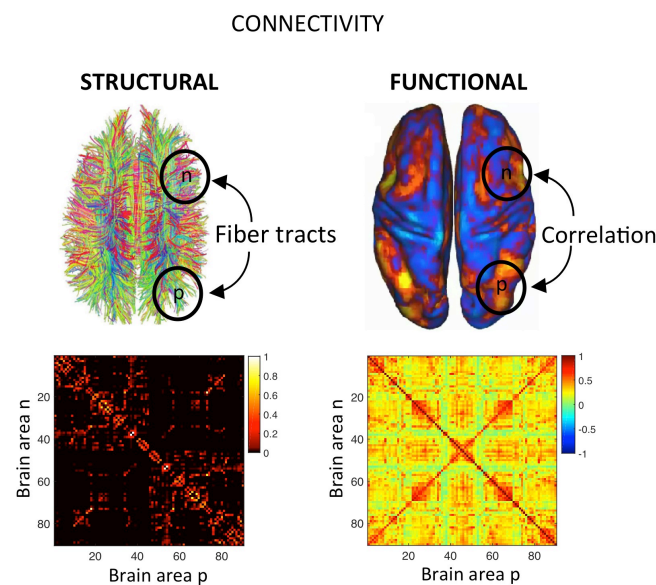 CONNECTIVITY
STRUCTURAL
FUNCTIONAL
n
n
Fiber tracts
Correlation
p
p
1
0.8
0.6
0.4
0.2
0
20
40
60
80
Brain area n
20 40 60 80
Brain area p
1
0.5
0
-0.5
-1
20
40
60
80
Brain area n
20 40 60 80
Brain area p